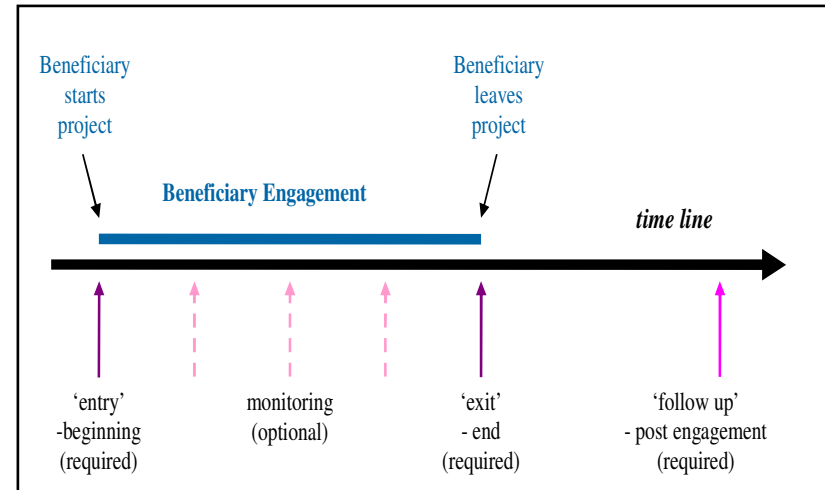 Beneficiary
starts
project
Beneficiary
leaves
project
Beneficiary Engagement
time line
‘entry’
-beginning
(required)
monitoring
(optional)
‘exit’
- end
(required)
‘follow up’
- post engagement
(required)